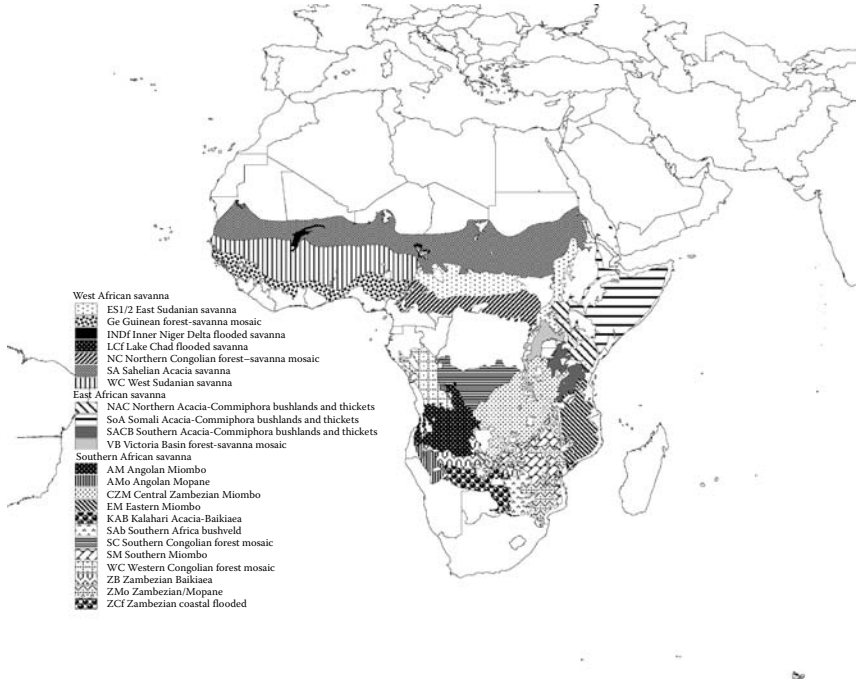 West African savanna
ES1/2 East Sudanian savanna
Ge Guinean forest-savanna mosaic
INDf Inner Niger Delta flooded savanna
LCf Lake Chad flooded savanna
NC Northern Congolian forest–savanna mosaic
SA Sahelian Acacia savanna
WC West Sudanian savanna
East African savanna
NAC Northern Acacia-Commiphora bushlands and thickets
SoA Somali Acacia-Commiphora bushlands and thickets
SACB Southern Acacia-Commiphora bushlands and thickets
VB Victoria Basin forest-savanna mosaic
Southern African savanna
AM Angolan Miombo
AMo Angolan Mopane
CZM Central Zambezian Miombo
EM Eastern Miombo
KAB Kalahari Acacia-Baikiaea
SAb Southern Africa bushveld
SC Southern Congolian forest mosaic
SM Southern Miombo
WC Western Congolian forest mosaic
ZB Zambezian Baikiaea
ZMo Zambezian/Mopane
ZCf Zambezian coastal flooded